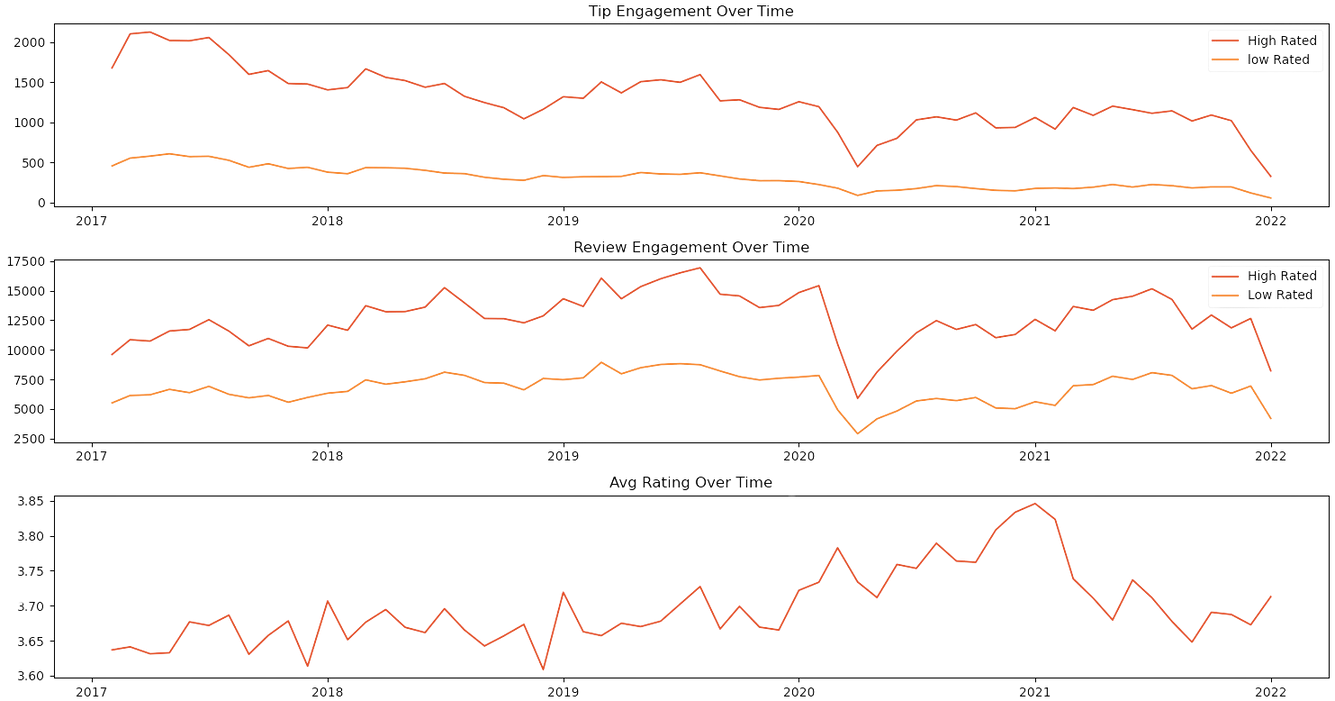 Tip Engagement Over Time
2000
1500
1000
500
0
High Rated
low Rated
2017 2018 2019 2020 2021 2022
Review Engagement Over Time
17500
15000
12500
10000
7500
5000
2500
High Rated
Low Rated
2017 2018 2019 2020 2021 2022
Avg Rating Over Time
3.85
3.80
3.75
3.70
3.65
3.60
2017 2018 2019 2020 2021 2022